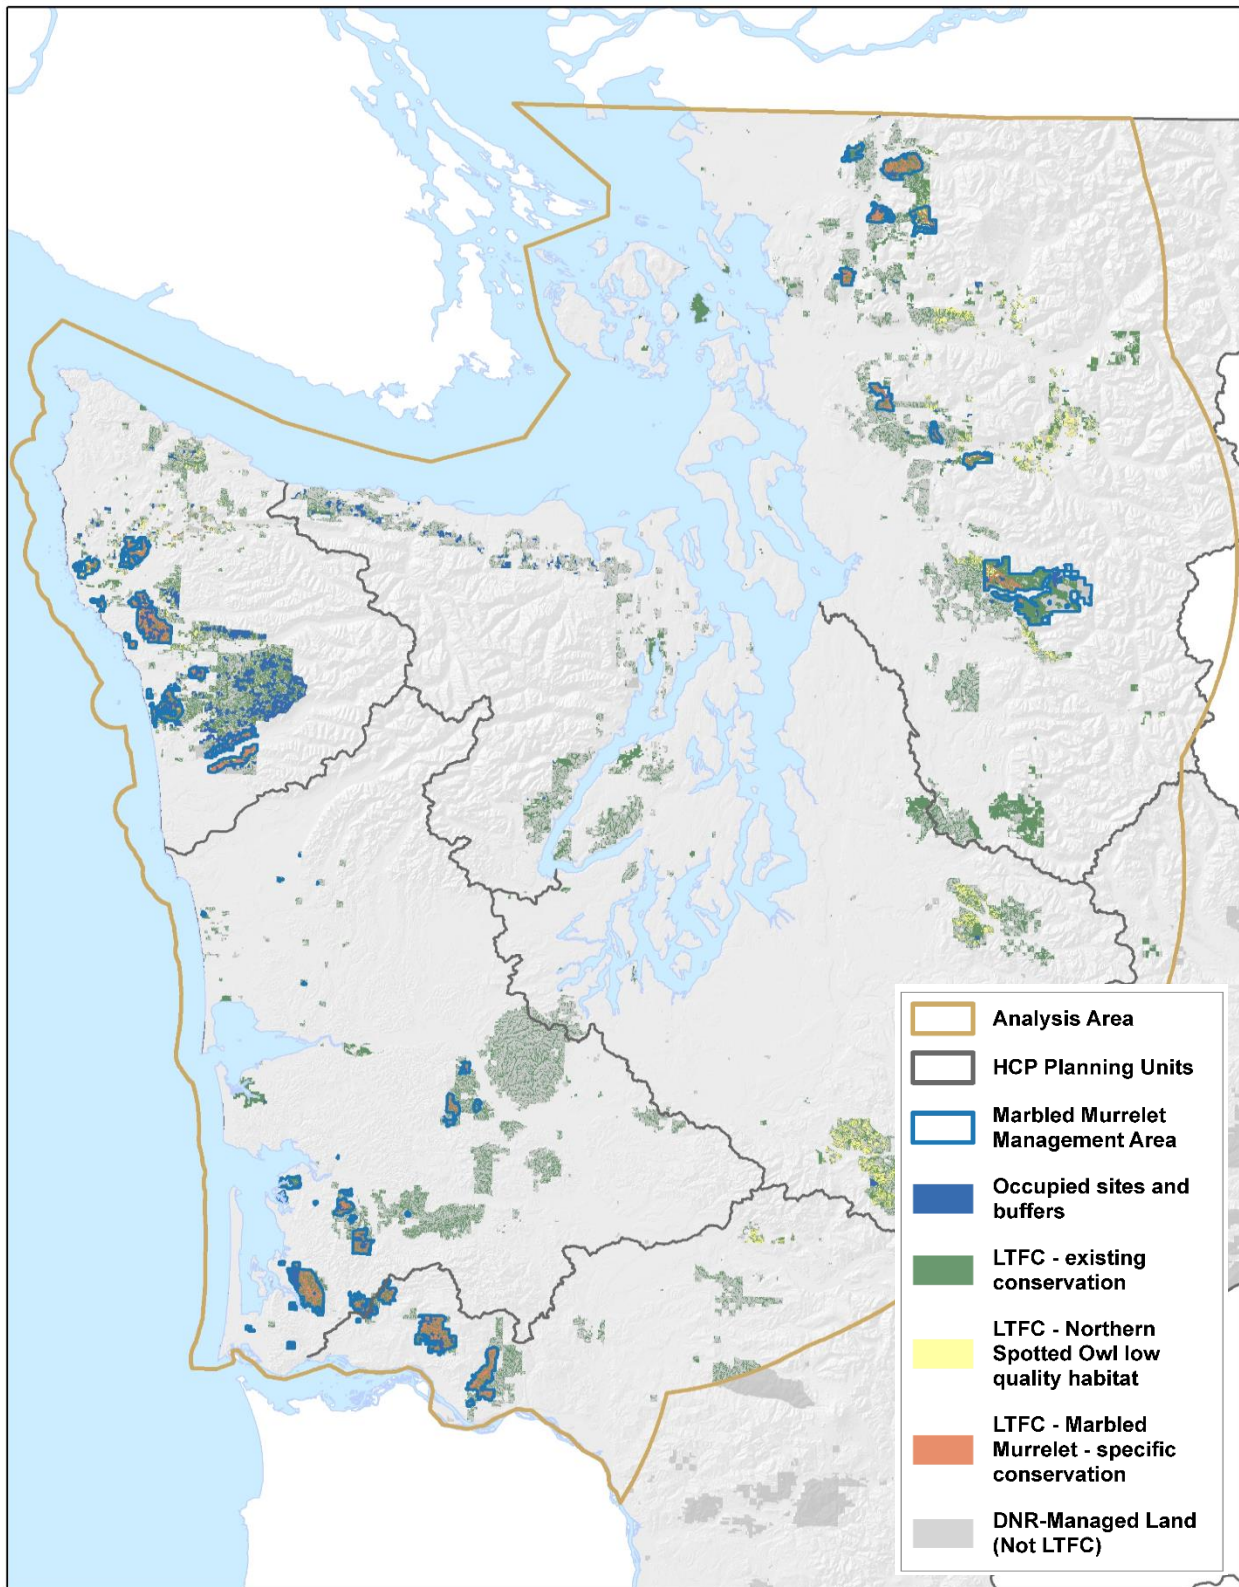 Analysis Area
HCP Planning Units
Marbled Murrelet
Management Area
Occupied sites and
buffers
LTFC - existing
conservation
LTFC - Northern
Spotted Owl low
quality habitat
LTFC - Marbled
Murrelet - specific
conservation
DNR-Managed Land
(Not LTFC)